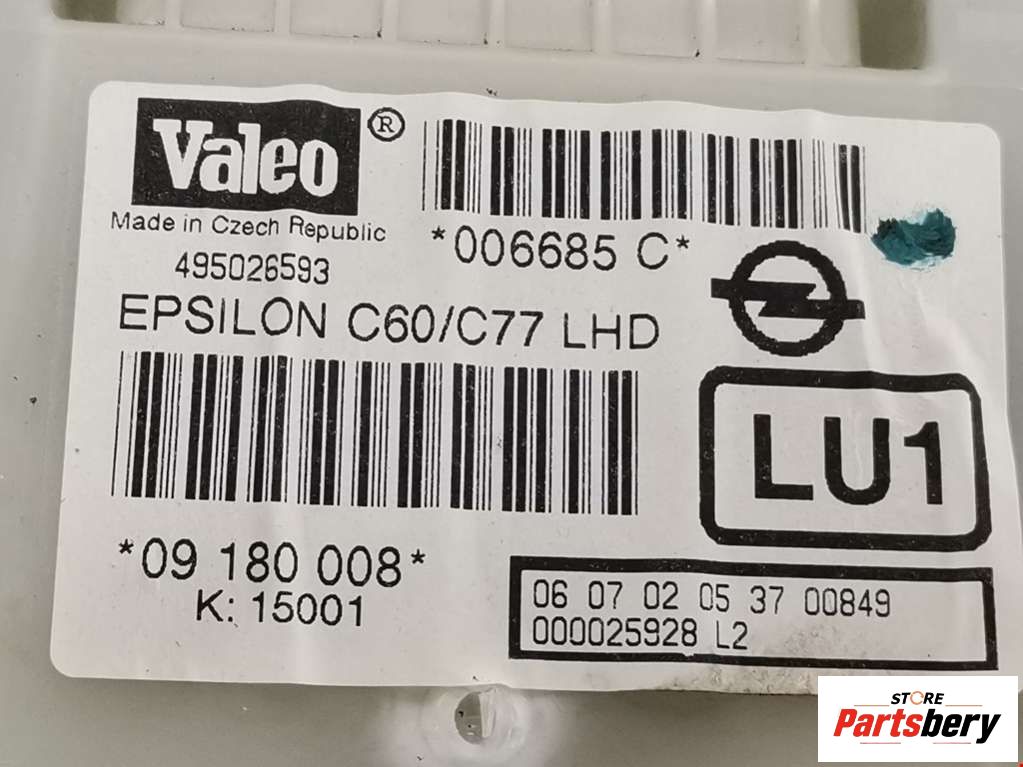 Valeo ®
Made in Czech Republic
495026593
*006685 C*
EPSILON C60/C77 LHD
LU1
*09 180 008*
K: 15001
06 07 02 05 37 00849
000025928 L2
STORE
Partsbery